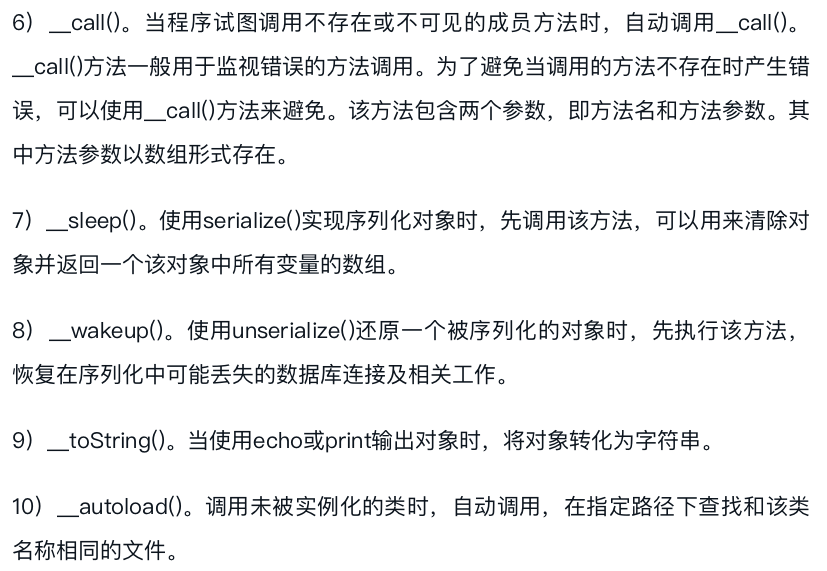 6）__call()。当程序试图调用不存在或不可见的成员方法时，自动调用__call()。
__call()方法一般用于监视错误的方法调用。为了避免当调用的方法不存在时产生错
误，可以使用__call()方法来避免。该方法包含两个参数，即方法名和方法参数。其
中方法参数以数组形式存在。
7）__sleep()。使用serialize()实现序列化对象时，先调用该方法，可以用来清除对
象并返回一个该对象中所有变量的数组。
8）__wakeup()。使用unserialize()还原一个被序列化的对象时，先执行该方法，
恢复在序列化中可能丢失的数据库连接及相关工作。
9）__toString()。当使用echo或print输出对象时，将对象转化为字符串。
10）__autoload()。调用未被实例化的类时，自动调用，在指定路径下查找和该类
名称相同的文件。